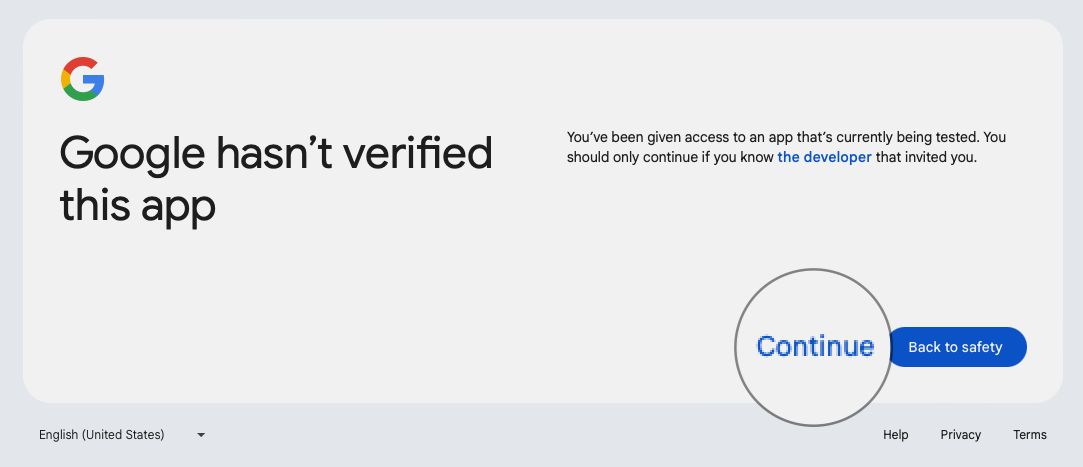 Google hasn't verified
this app
You've been given access to an app that's currently being tested. You
should only continue if you know the developer that invited you.
Continue
Back to safety
English (United States)
Help Privacy Terms